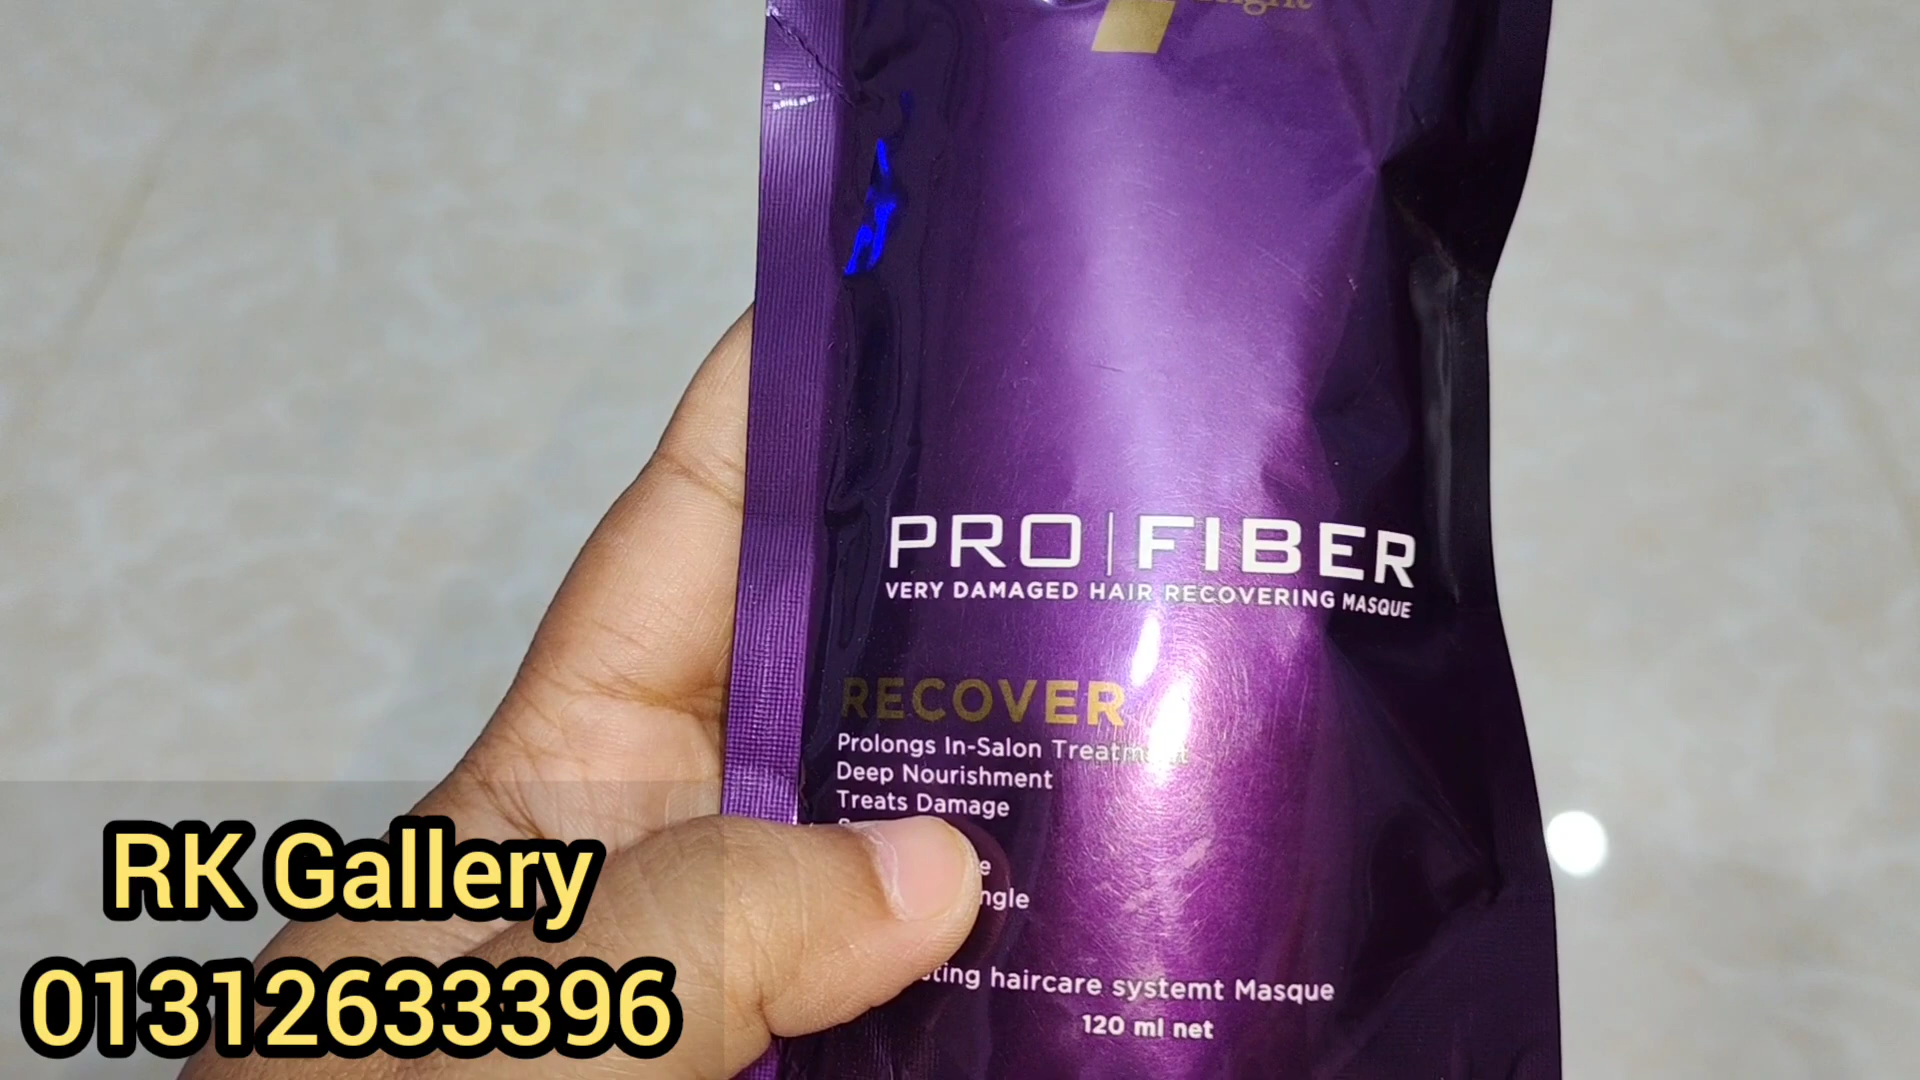 PRO|FIBER
VERY DAMAGED HAIR RECOVERING MASQUE
RECOVER
Prolongs In-Salon Treatment
Deep Nourishment
Treats Damage
haircare systemt Masque
120 ml net
RK Gallery
01312633396